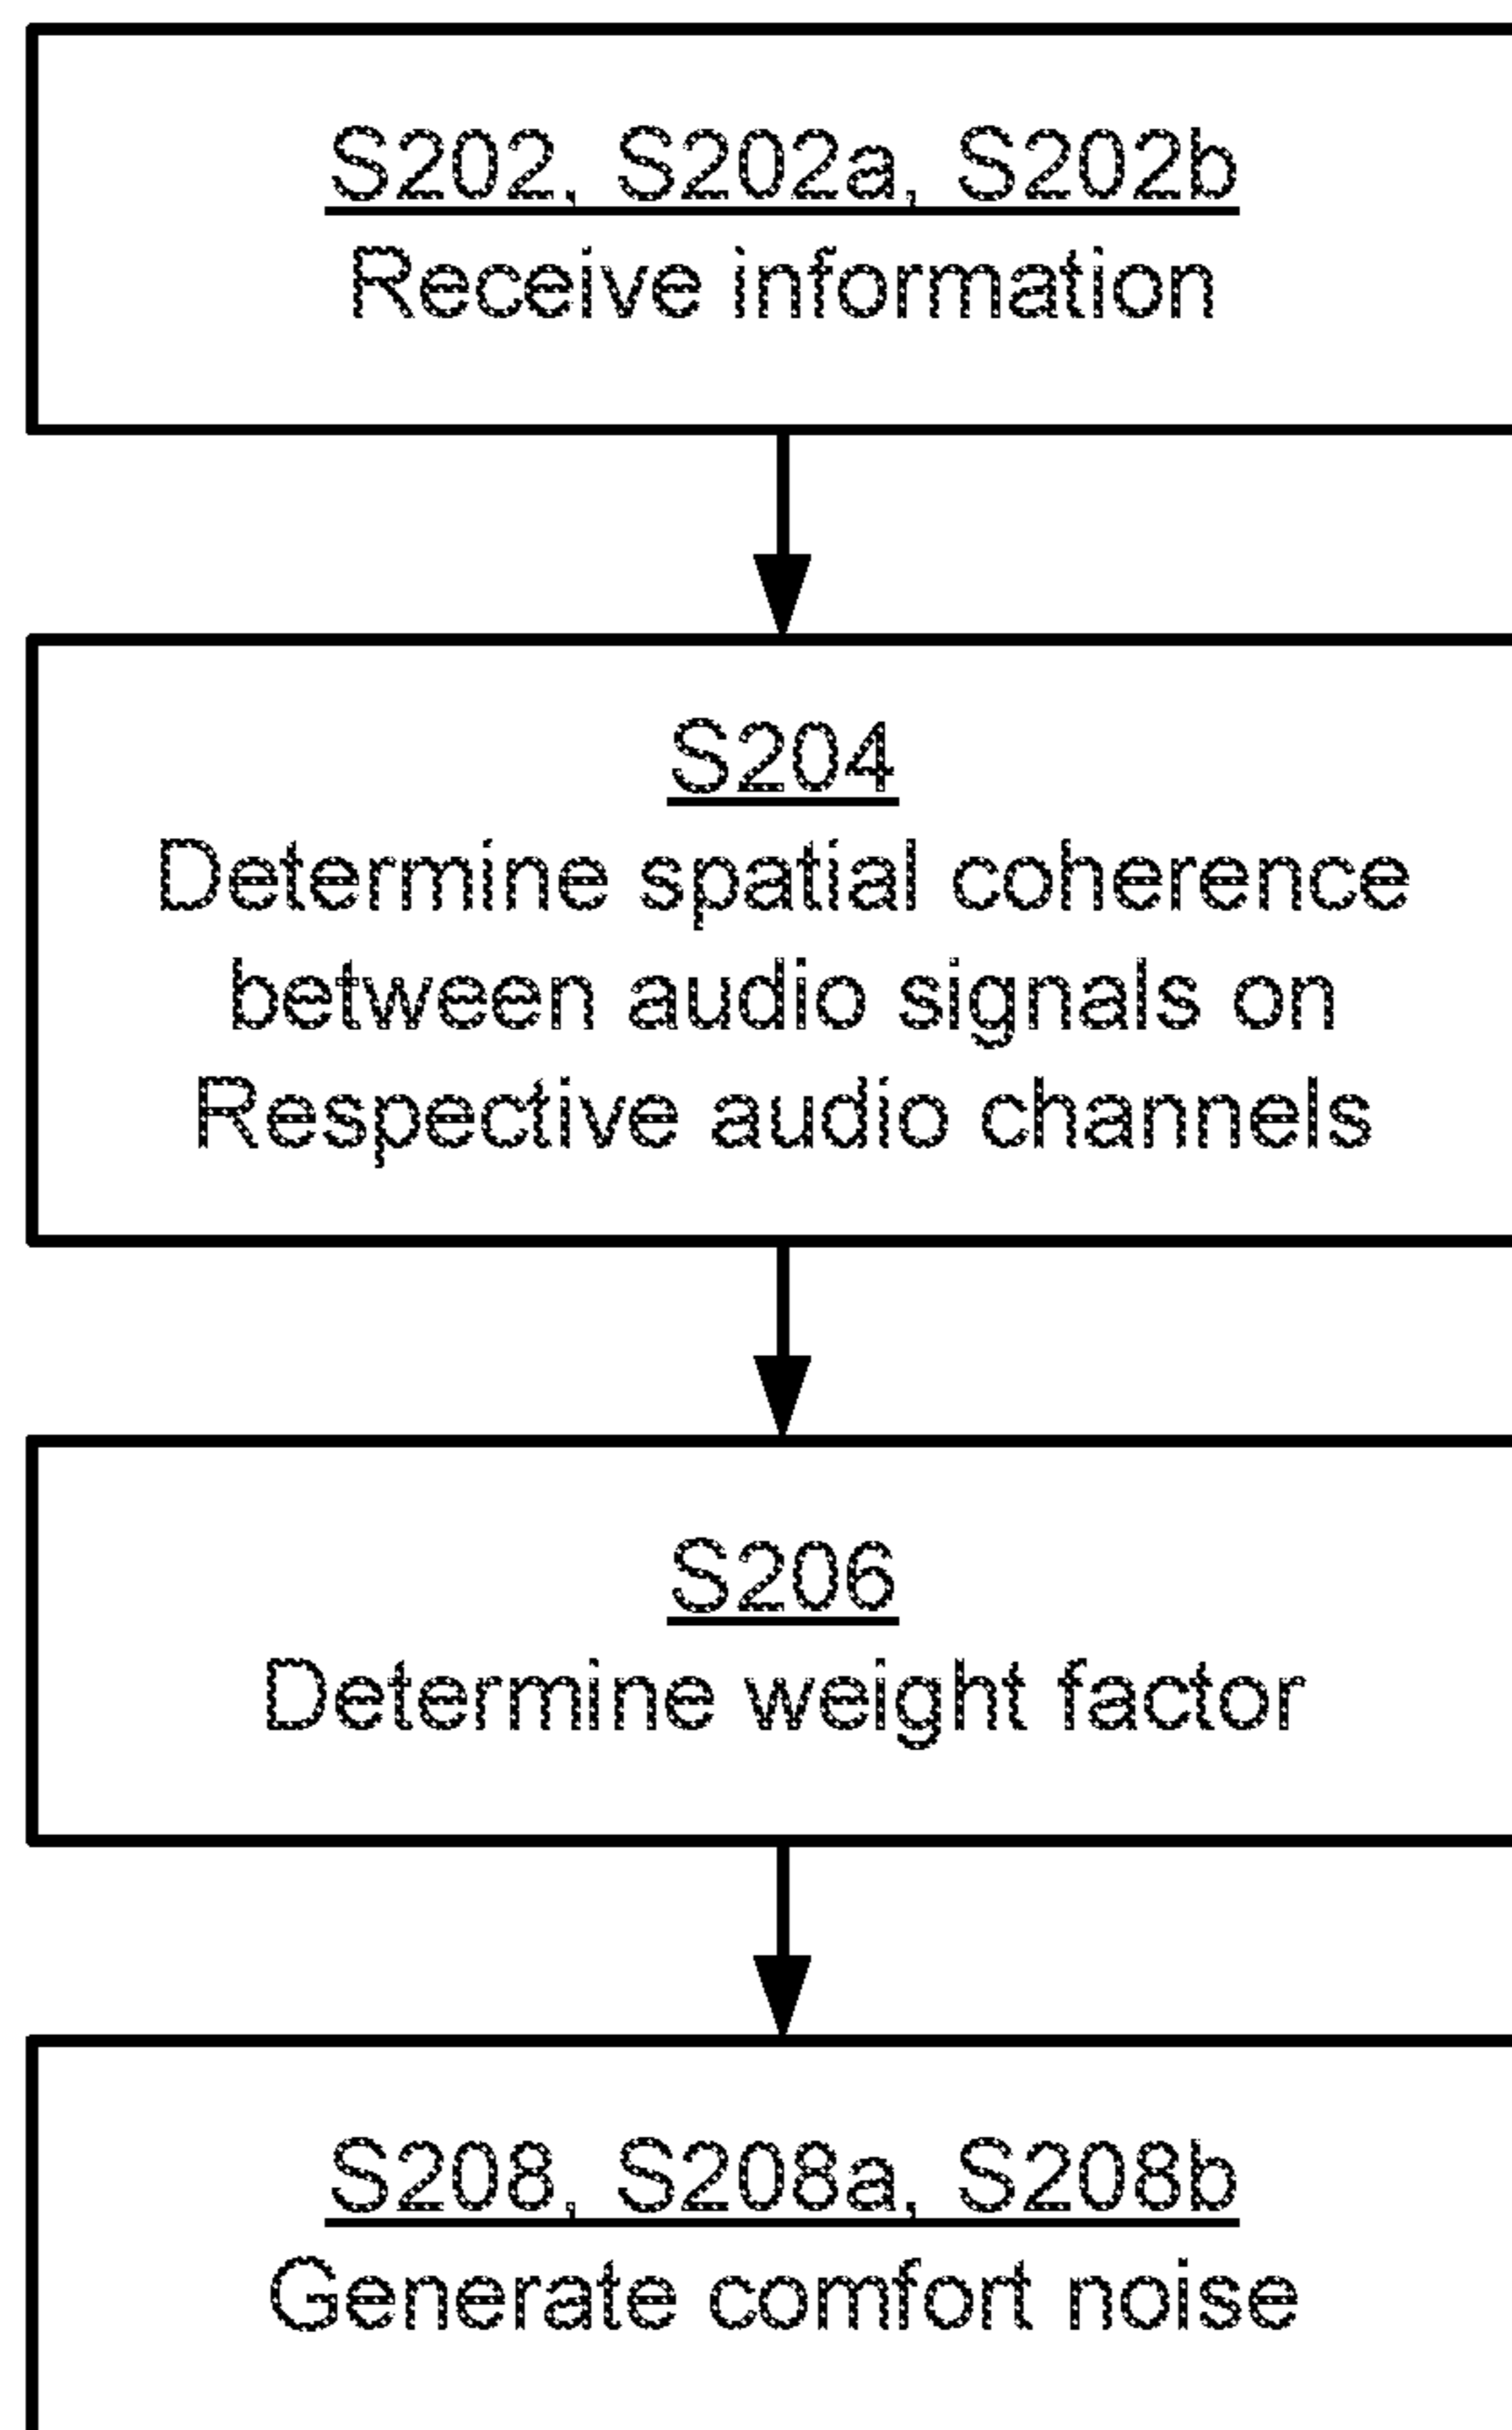 S202, S202a, S202b
Receive information
S204
Determine spatial coherence
between audio signals on
Respective audio channels
S206
Determine weight factor
S208, S208a, S208b
Generate comfort noise